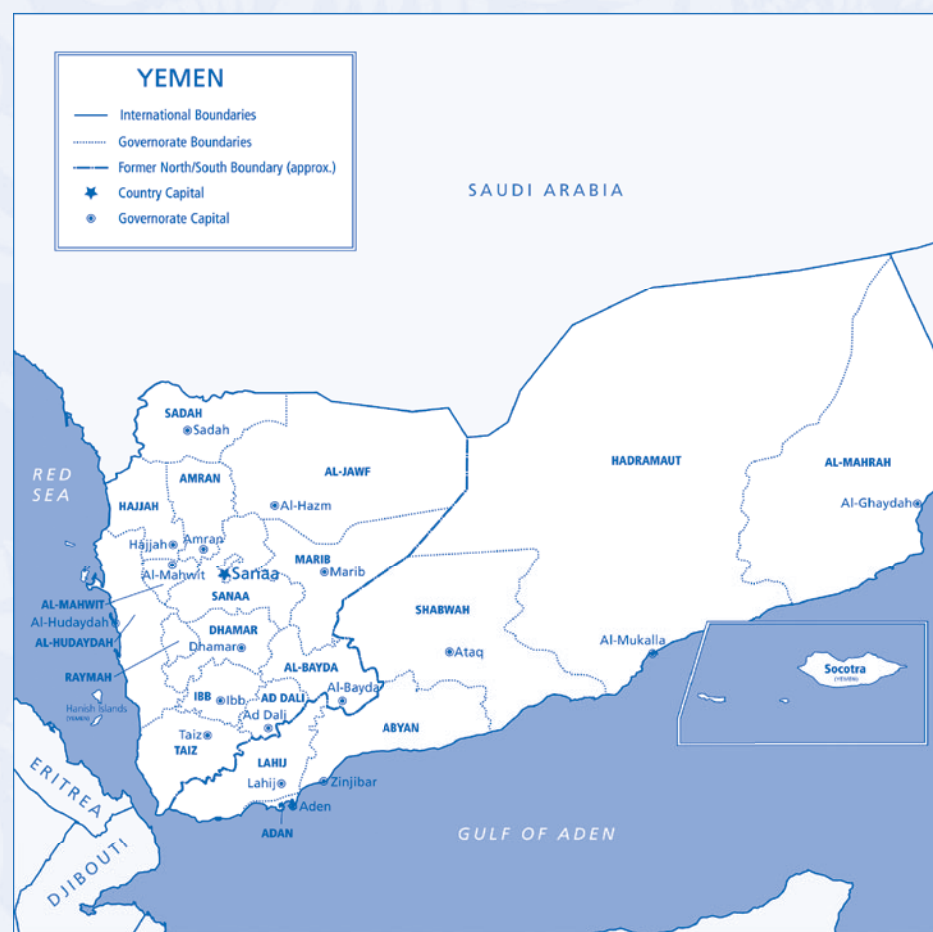 YEMEN
International Boundaries
Governorate Boundaries
Former North/South Boundary (approx.)
Country Capital
Governorate Capital
SAUDI ARABIA
RED
SEA
SADAH
Sadah
AMRAN
AL-JAWF
HADRAMAUT
AL-MAHRAH
HAJJAH
Al-Hazm
Al-Ghaydah
Hajjah
Amran
MARIB
Al-Mahwit
Sanaa
Marib
SANAA
AL-MAHWIT
SHABWAH
Al-Hudaydah
DHAMAR
AL-HUDAYDAH
Dhamar
Ataq
Al-Mukalla
AL-BAYDA
Socotra
(YEMEN)
RAYMAH
Al-Bayda
IBB
Ibb
AD DALI
Hanish Islands
(YEMEN)
Ad Dali
ABYAN
Taiz
TAIZ
LAHIJ
ERITREA
Lahij
Zinjibar
Aden
ADAN
GULF OF ADEN
DJIBOUTI